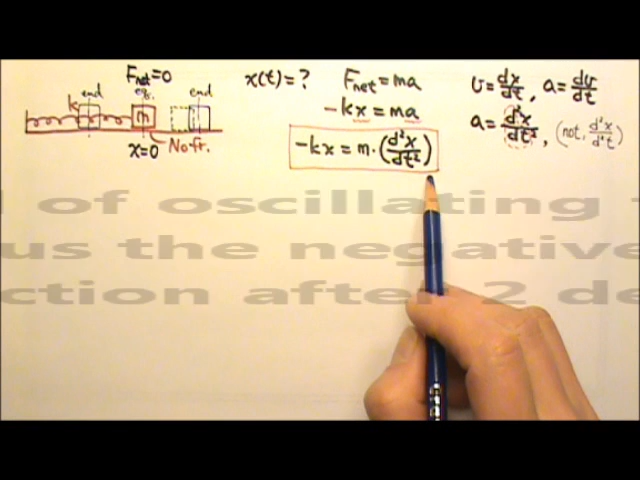 F_net=0
end eq. end
k m
x=0 No fr.
x(t)=?
F_net=ma
-kx=ma
-kx=m·(d²x/dt²)
v=dx/dt, a=dv/dt
a=d²x/dt², (not, d²x/d²t)
of oscillating
us the negative
ction after 2 de